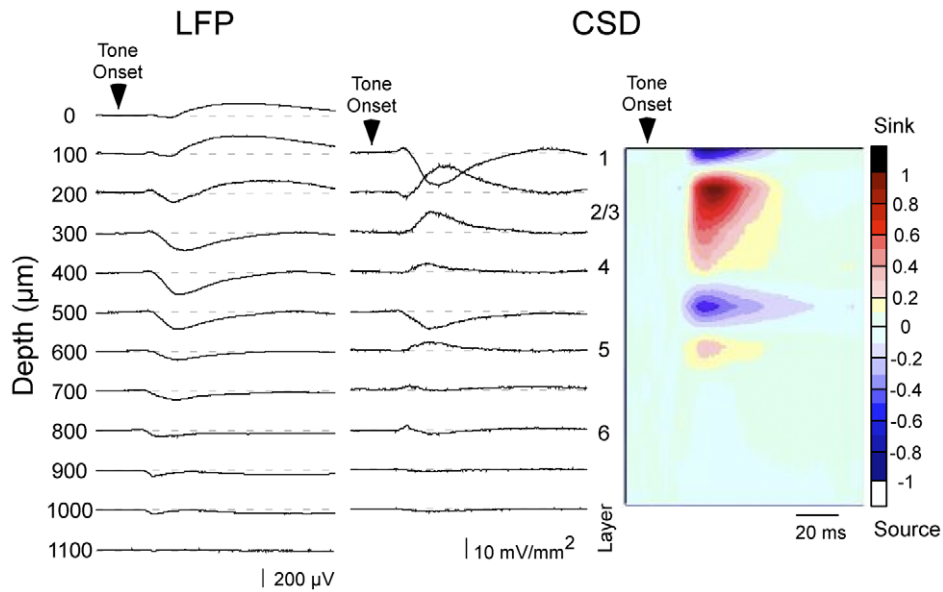 LFP
CSD
Tone
Onset
Tone
Onset
Tone
Onset
Depth (µm)
0
100
200
300
400
500
600
700
800
900
1000
1100
200 µV
10 mV/mm2
1
2/3
4
5
6
Layer
Sink
1
0.8
0.6
0.4
0.2
0
-0.2
-0.4
-0.6
-0.8
-1
Source
20 ms